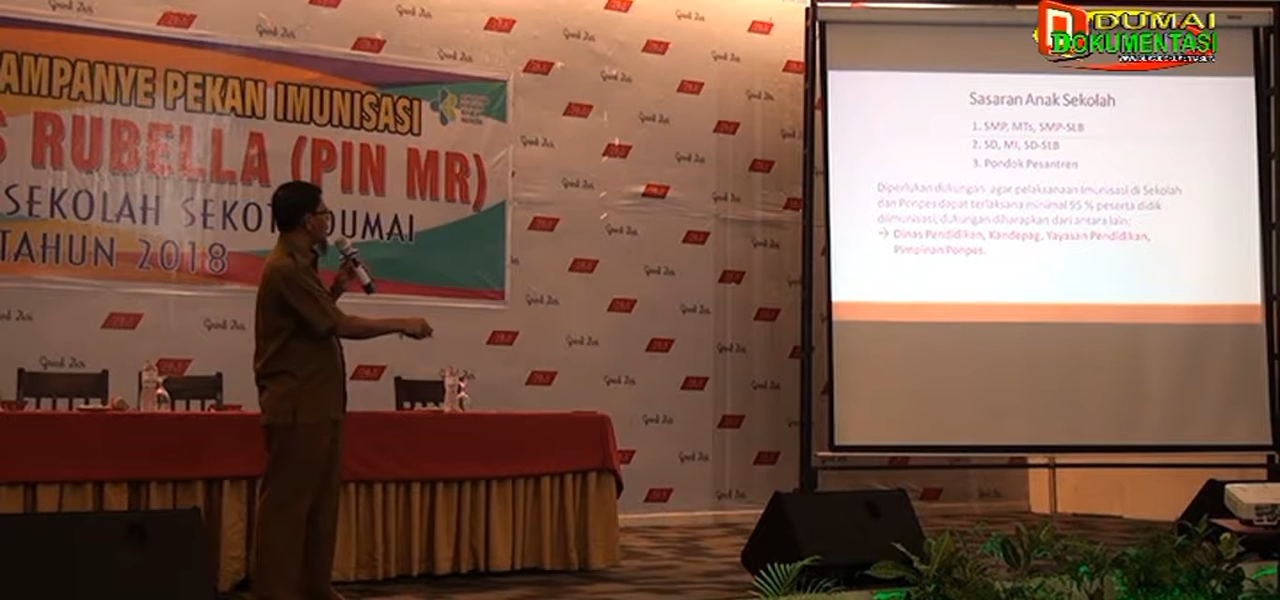 AMPANYE PEKAN IMUNISASI
S RUBELLA (PIN MR)
SEKOLAH SEKOT DUMAI
TAHUN 2018
DUMAI
DOKUMENTASI
Sasaran Anak Sekolah
1. SMP, MTs, SMP-SLB
2. SD, MI, SD-SLB
3. Pondok Pesantren
Diperlukan dukungan agar pelaksanaan Imunisasi di Sekolah
dan Ponpes dapat terlaksana minimal 95 % peserta didik
diimunisasi, dukungan diharapkan dari antara lain:
→ Dinas Pendidikan, Kandepag, Yayasan Pendidikan,
Pimpinan Ponpes.